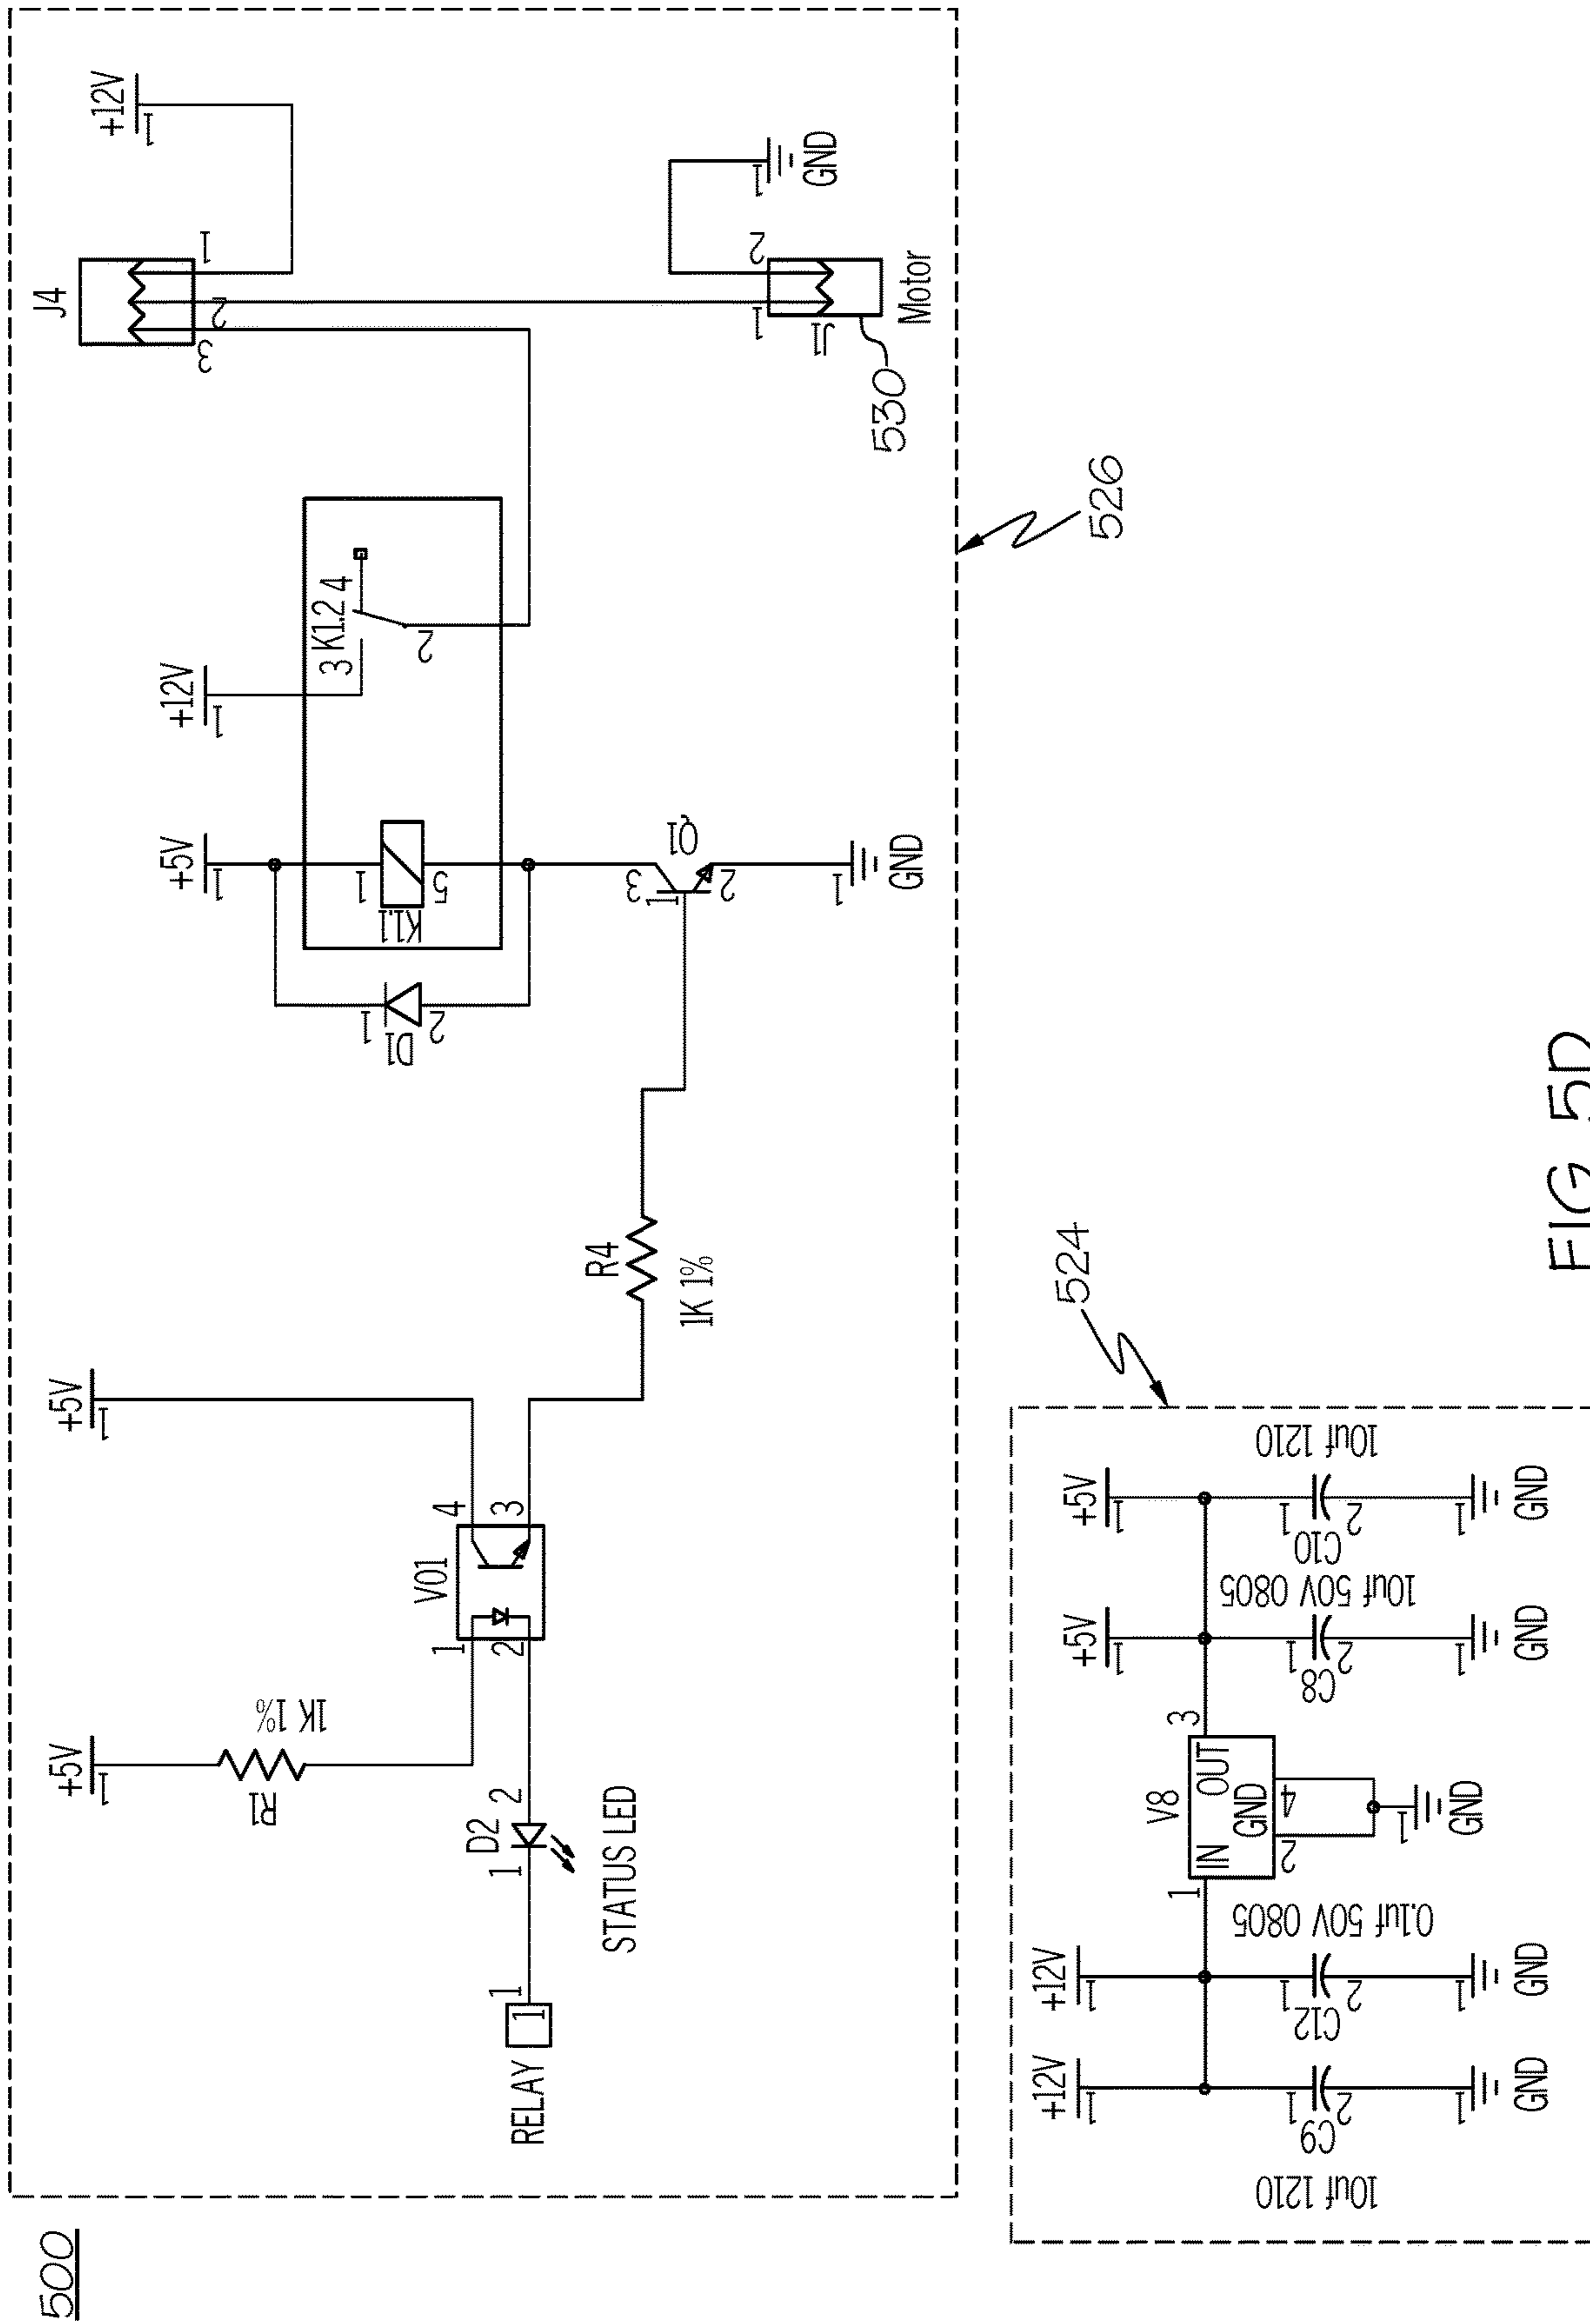 500
+5V
1
R1
1K 1%
+5V
1
V01
1
2
4
3
RELAY
1
1
D2
1
2
STATUS LED
R4
1K 1%
+5V
1
D1
1
2
K1.1
1
5
Q1
1
3
2
1
GND
+12V
1
3
K1.2
4
2
J4
3
2
1
+12V
1
1
2
J1
Motor
530
1
GND
526
524
+12V
1
C9
1
2
10uf 1210
1
GND
+12V
1
C12
1
2
0.1uf 50V 0805
1
GND
V8
1
IN
OUT
3
GND
2
4
1
GND
+5V
1
C8
1
2
10uf 50V 0805
1
GND
+5V
1
C10
1
2
10uf 1210
1
GND
FIG. 5D